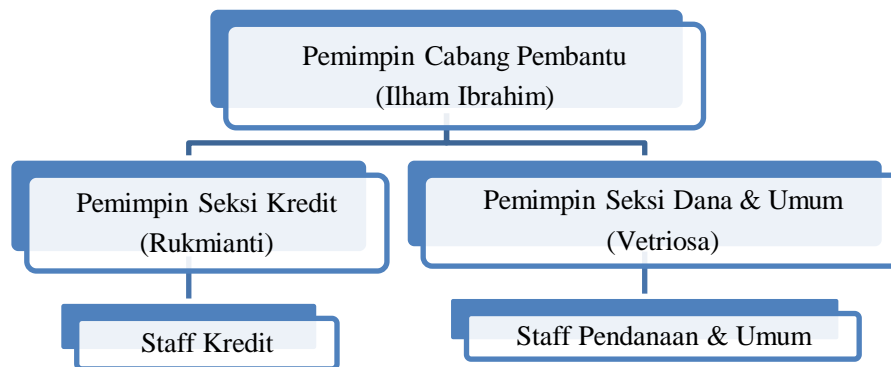 Pemimpin Cabang Pembantu
(Ilham Ibrahim)
Pemimpin Seksi Kredit
(Rukmianti)
Pemimpin Seksi Dana & Umum
(Vetriosa)
Staff Kredit
Staff Pendanaan & Umum